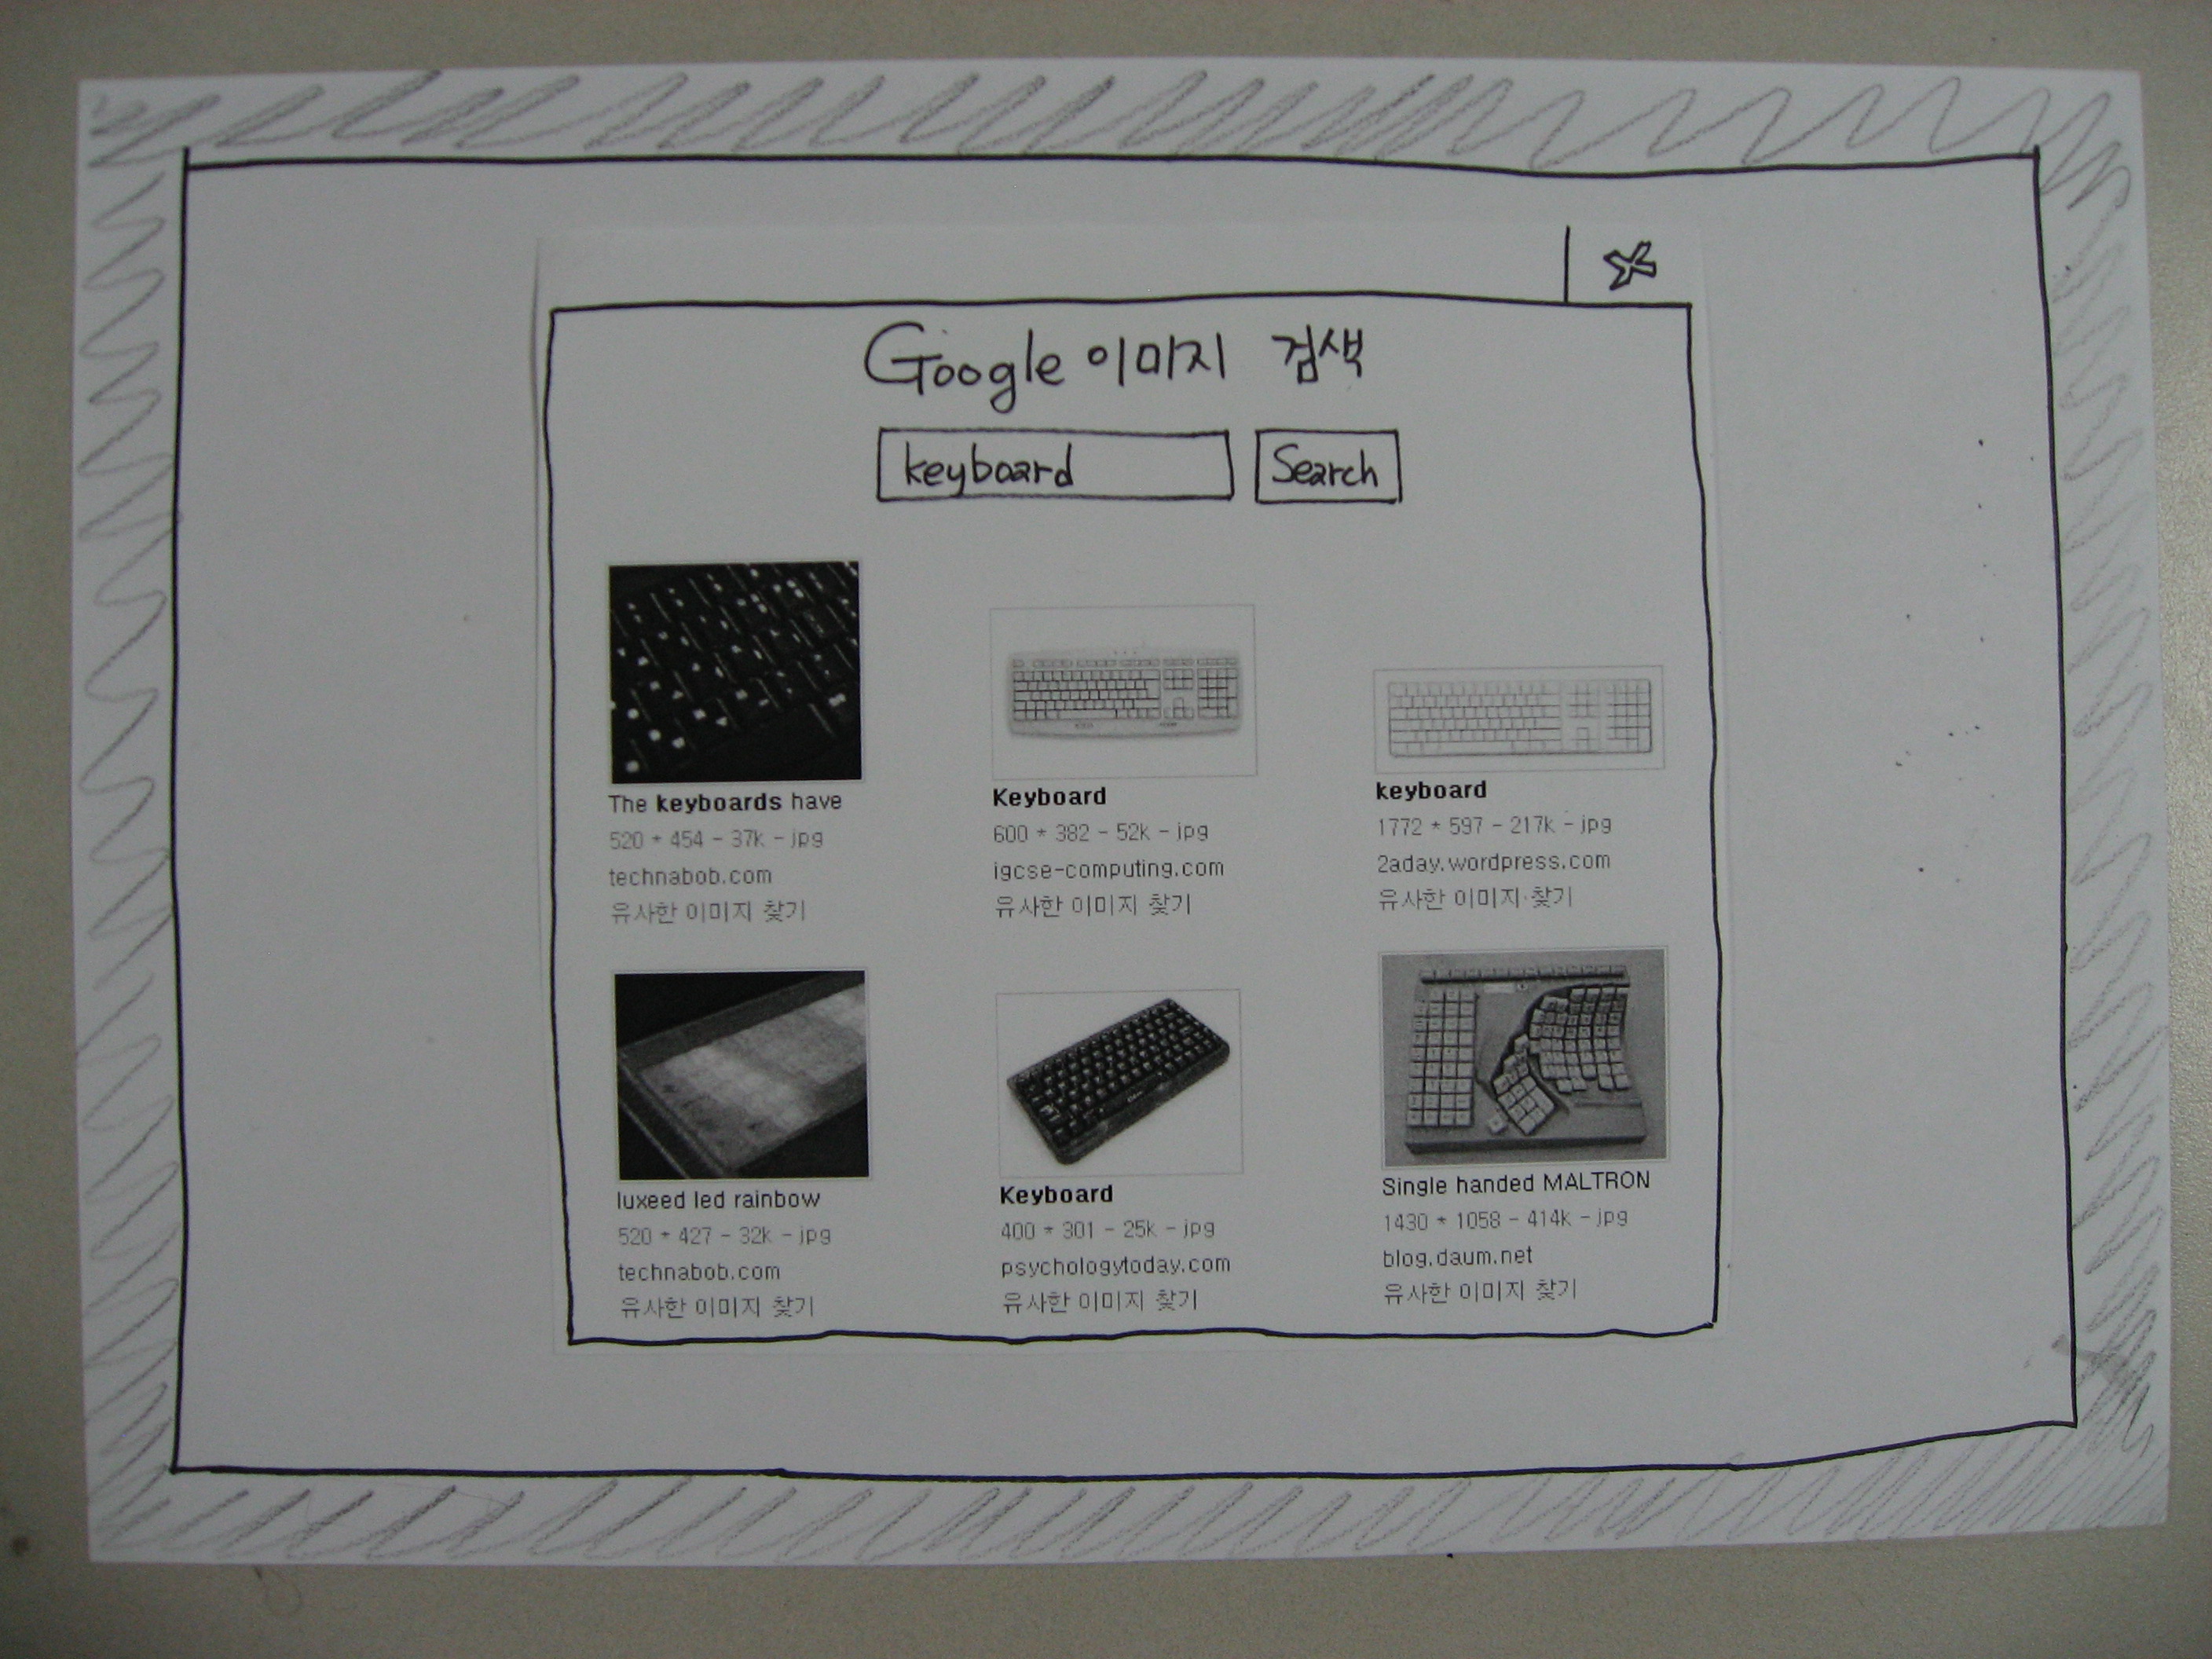 Google 이미지 검색
keyboard Search
The keyboards have
520 * 454 - 37k - jpg
technabob.com
유사한 이미지 찾기
Keyboard
600 * 382 - 52k - jpg
igcse-computing.com
유사한 이미지 찾기
keyboard
1772 * 597 - 217k - jpg
2aday.wordpress.com
유사한 이미지 찾기
luxeed led rainbow
520 * 427 - 32k - jpg
technabob.com
유사한 이미지 찾기
Keyboard
400 * 301 - 25k - jpg
psychologytoday.com
유사한 이미지 찾기
Single handed MALTRON
1430 * 1058 - 414k - jpg
blog.daum.net
유사한 이미지 찾기